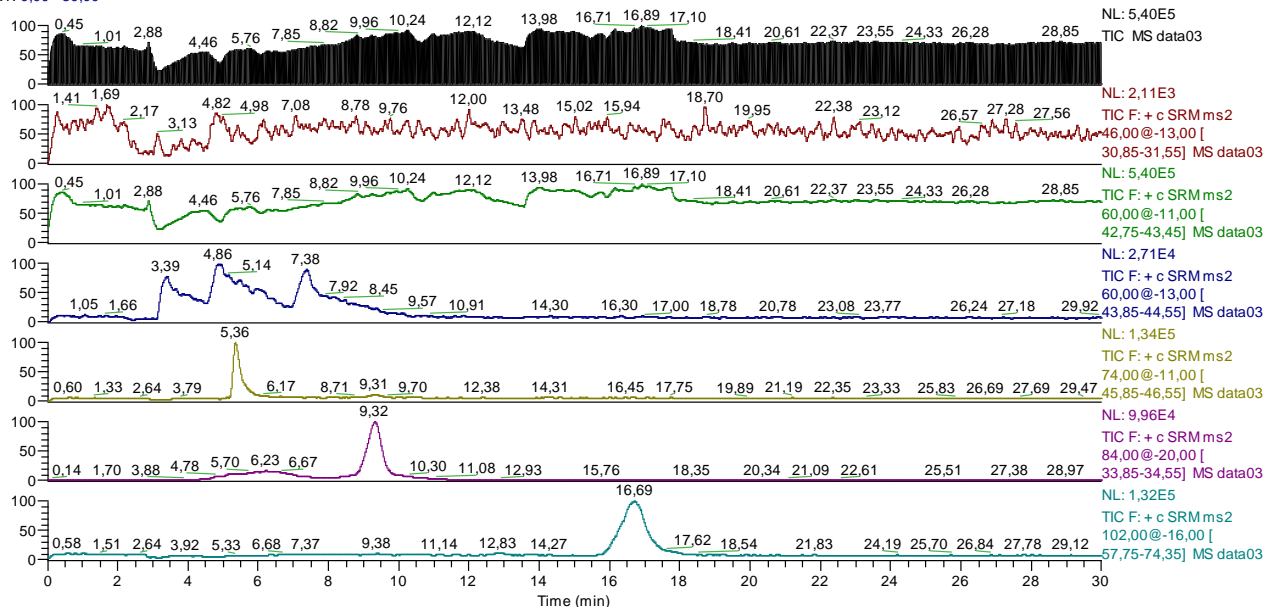 0,45 1,01 2,88 4,46 5,76 7,85 8,82 9,96 10,24 12,12 13,98 16,71 16,89 17,10 18,41 20,61 22,37 23,55 24,33 26,28 28,85
100
50
0
NL: 5,40E5
TIC MS data03
1,41 1,69 2,17 3,13 4,82 4,98 7,08 8,78 9,76 12,00 13,48 15,02 15,94 18,70 19,95 22,38 23,12 26,57 27,28 27,56
100
50
0
NL: 2,11E3
TIC F: + c SRM ms2
46,00@-13,00 [
30,85-31,55] MS data03
0,45 1,01 2,88 4,46 5,76 7,85 8,82 9,96 10,24 12,12 13,98 16,71 16,89 17,10 18,41 20,61 22,37 23,55 24,33 26,28 28,85
100
50
0
NL: 5,40E5
TIC F: + c SRM ms2
60,00@-11,00 [
42,75-43,45] MS data03
1,05 1,66 3,39 4,86 5,14 7,38 7,92 8,45 9,57 10,91 14,30 16,30 17,00 18,78 20,78 23,08 23,77 26,24 27,18 29,92
100
50
0
NL: 2,71E4
TIC F: + c SRM ms2
60,00@-13,00 [
43,85-44,55] MS data03
0,60 1,33 2,64 3,79 5,36 6,17 8,71 9,31 9,70 12,38 14,31 16,45 17,75 19,89 21,19 22,35 23,33 25,83 26,69 27,69 29,47
100
50
0
NL: 1,34E5
TIC F: + c SRM ms2
74,00@-11,00 [
45,85-46,55] MS data03
0,14 1,70 3,88 4,78 5,70 6,23 6,67 9,32 10,30 11,08 12,93 15,76 18,35 20,34 21,09 22,61 25,51 27,38 28,97
100
50
0
NL: 9,96E4
TIC F: + c SRM ms2
84,00@-20,00 [
33,85-34,55] MS data03
0,58 1,51 2,64 3,92 5,33 6,68 7,37 9,38 11,14 12,83 14,27 16,69 17,62 18,54 21,83 24,19 25,70 26,84 27,78 29,12
100
50
0
NL: 1,32E5
TIC F: + c SRM ms2
102,00@-16,00 [
57,75-74,35] MS data03
0 2 4 6 8 10 12 14 16 18 20 22 24 26 28 30
Time (min)